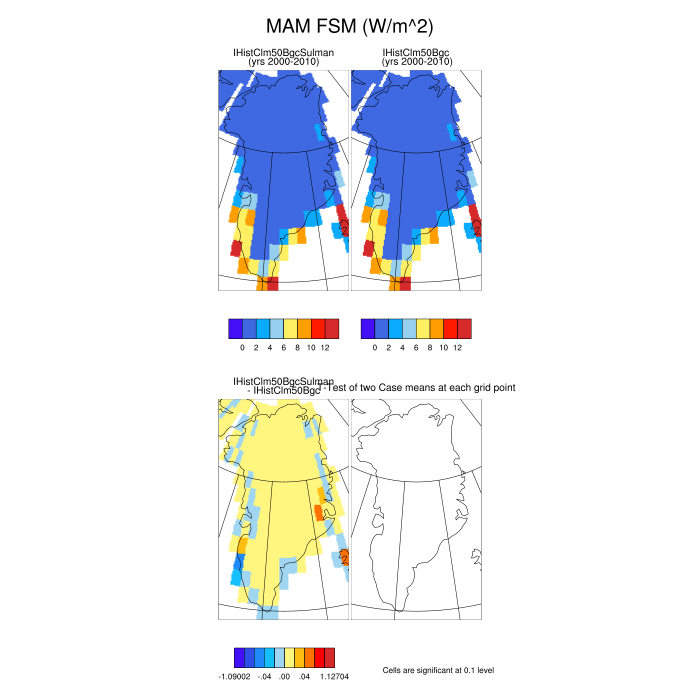 MAM FSM (W/m^2)
IHistClm50BgcSulman
(yrs 2000-2010)
IHistClm50Bgc
(yrs 2000-2010)
0 2 4 6 8 10 12
0 2 4 6 8 10 12
IHistClm50BgcSulman
- IHistClm50Bgc
T-Test of two Case means at each grid point
-1.09002 -.04 .00 .04 1.12704
Cells are significant at 0.1 level